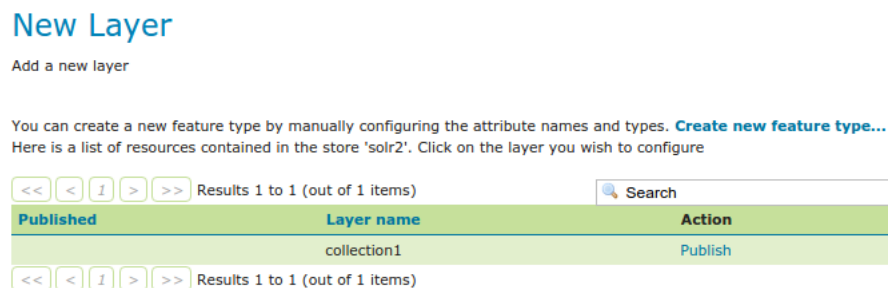 New Layer
Add a new layer
You can create a new feature type by manually configuring the attribute names and types. Create new feature type...
Here is a list of resources contained in the store 'solr2'. Click on the layer you wish to configure
<< < 1 > >> Results 1 to 1 (out of 1 items) Search
Published Layer name Action
collection1 Publish
<< < 1 > >> Results 1 to 1 (out of 1 items)